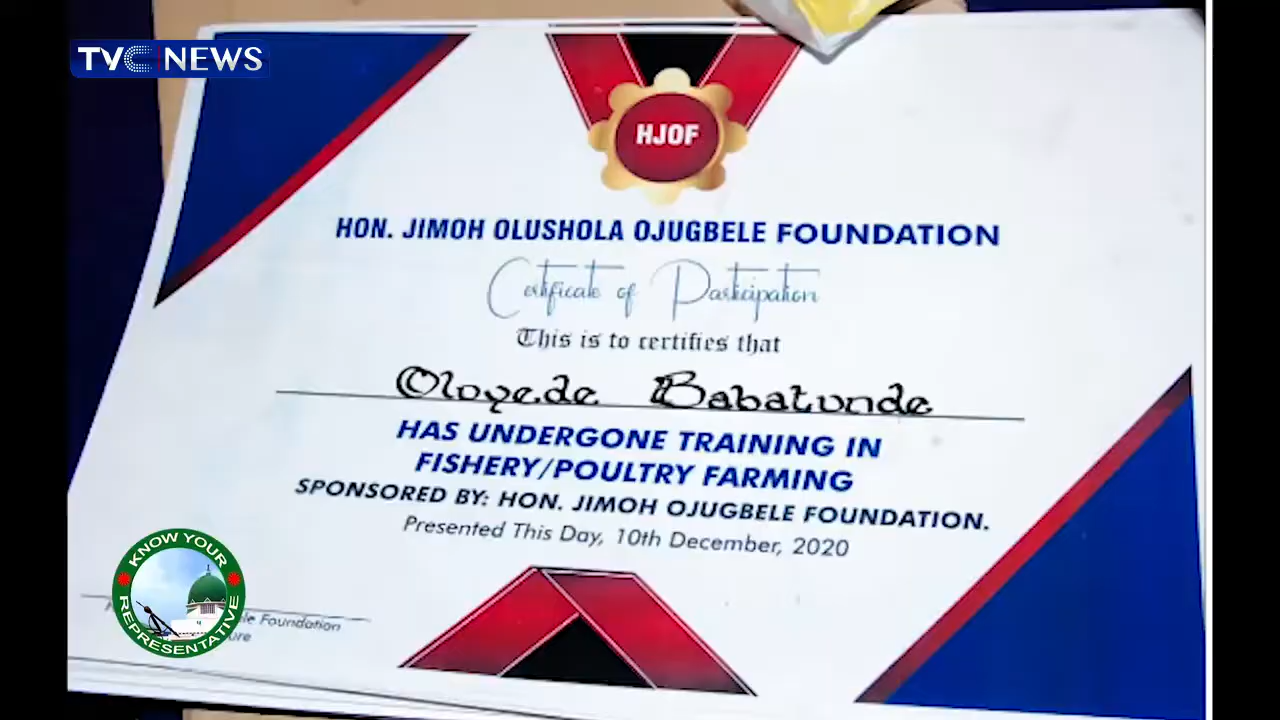 TVC NEWS
HJOF
HON. JIMOH OLUSHOLA OJUGBELE FOUNDATION
Certificate of Participation
This is to certifies that
Oloyede Babatunde
HAS UNDERGONE TRAINING IN
FISHERY/POULTRY FARMING
SPONSORED BY: HON. JIMOH OJUGBELE FOUNDATION.
Presented This Day, 10th December, 2020
KNOW YOUR
REPRESENTATIVE
Foundation